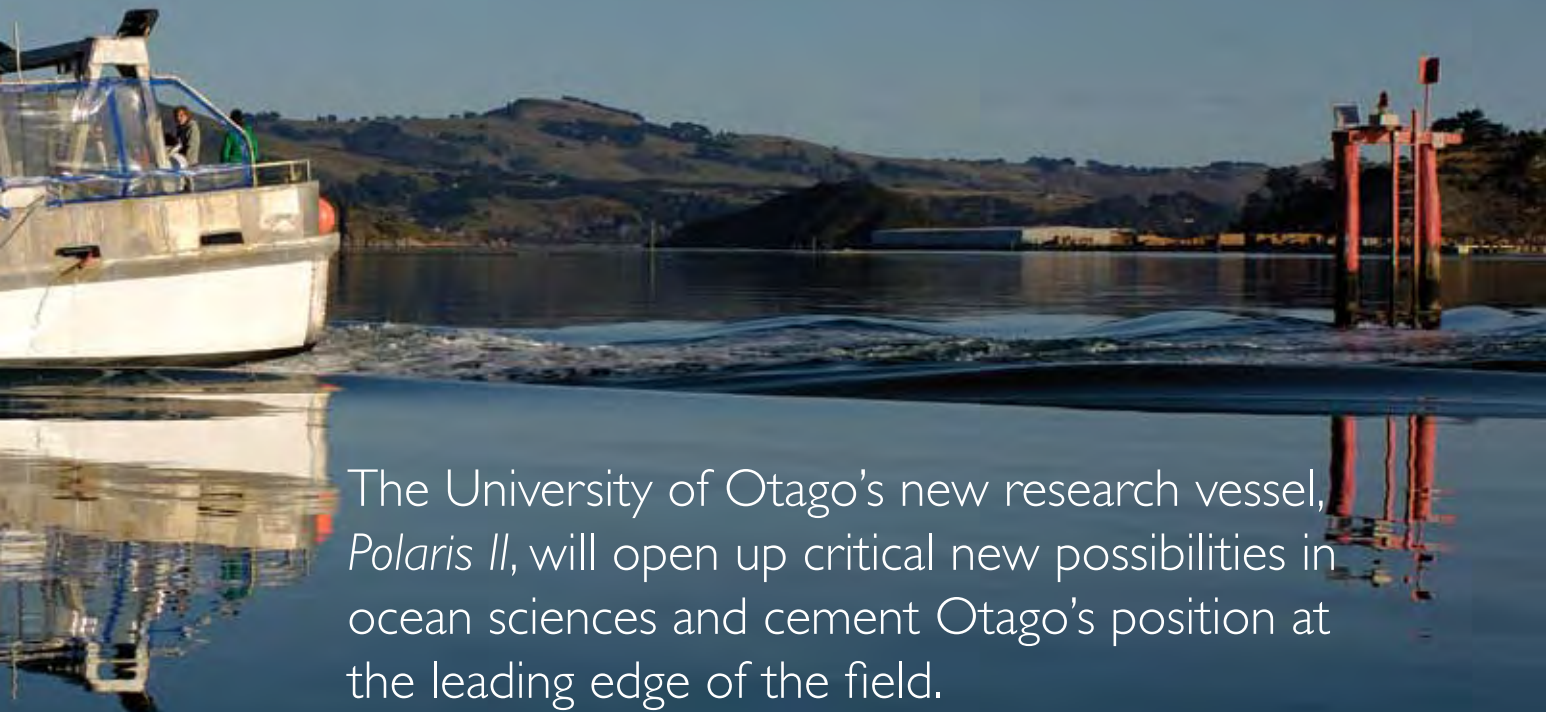 The University of Otago’s new research vessel,
Polaris II, will open up critical new possibilities in
ocean sciences and cement Otago’s position at
the leading edge of the field.